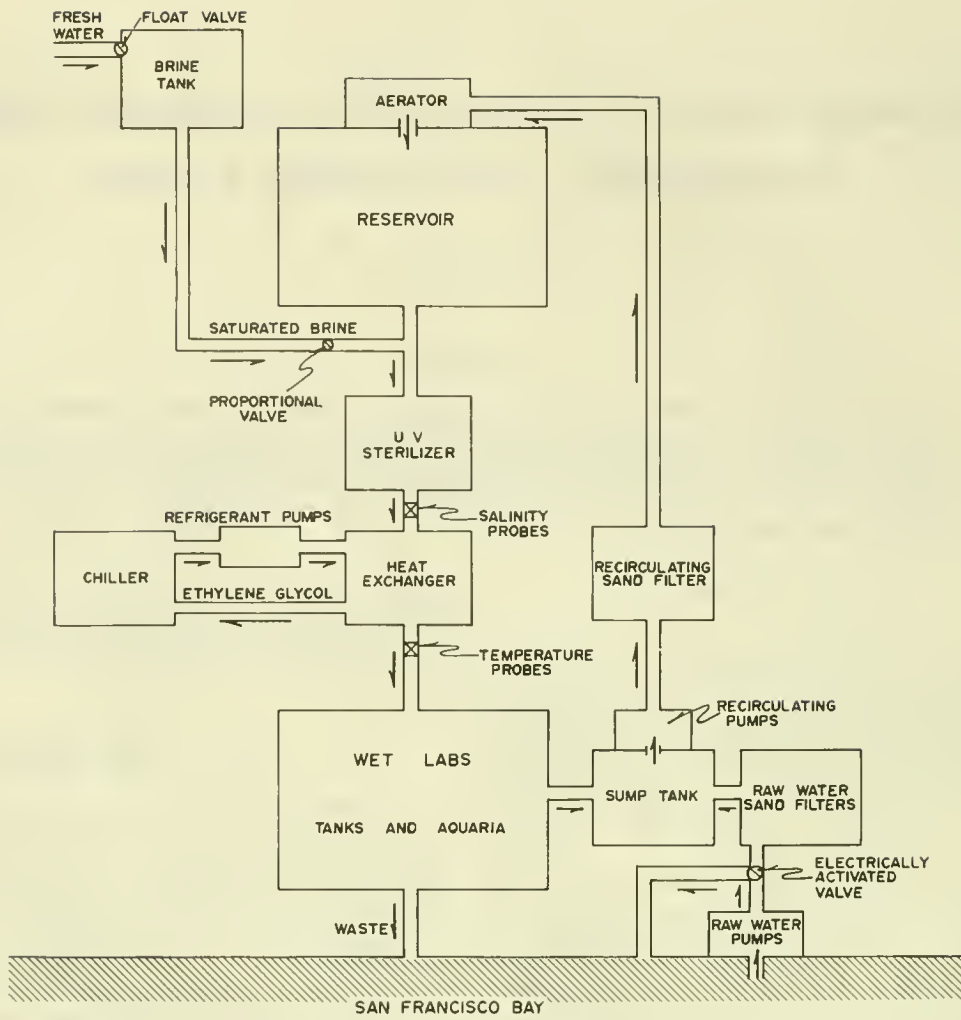 FRESH
WATER
FLOAT VALVE
BRINE
TANK
AERATOR
RESERVOIR
SATURATED BRINE
PROPORTIONAL
VALVE
U V
STERILIZER
SALINITY
PROBES
REFRIGERANT PUMPS
CHILLER
HEAT
EXCHANGER
ETHYLENE GLYCOL
RECIRCULATING
SAND FILTER
TEMPERATURE
PROBES
RECIRCULATING
PUMPS
WET LABS
TANKS AND AQUARIA
SUMP TANK
RAW WATER
SAND FILTERS
ELECTRICALLY
ACTIVATED
VALVE
RAW WATER
PUMPS
WASTE
SAN FRANCISCO BAY